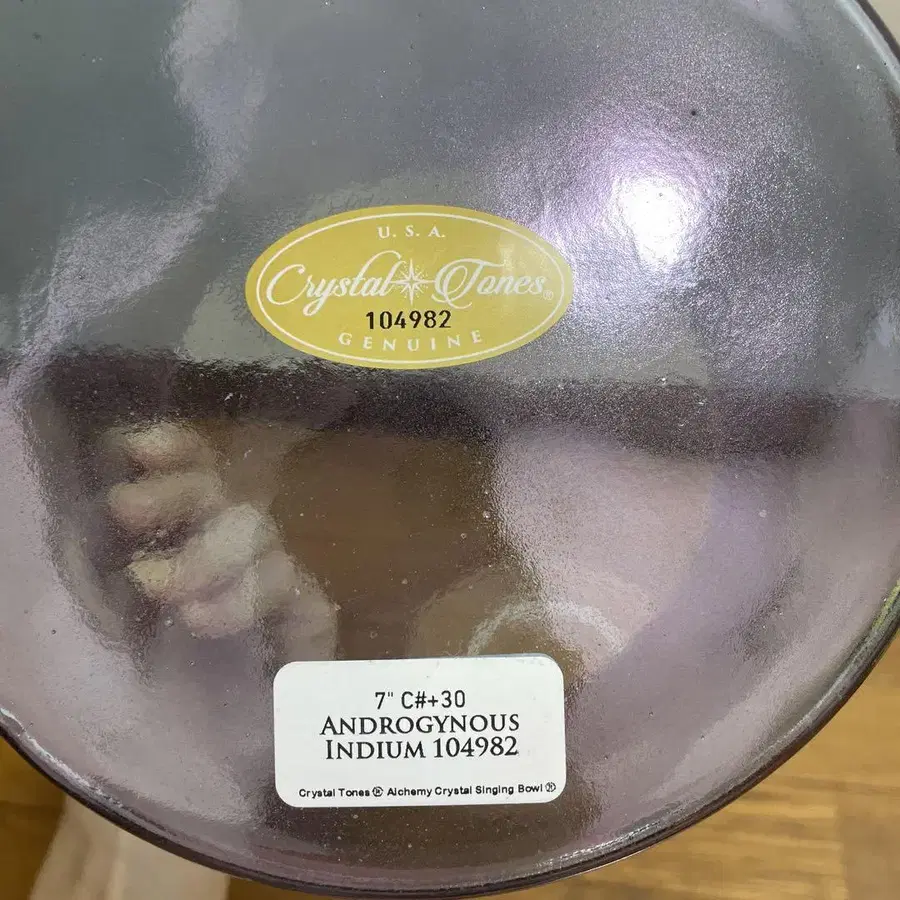 U. S. A.
Crystal Tones®
104982
GENUINE
7" C#+30
ANDROGYNOUS
INDIUM 104982
Crystal Tones ® Alchemy Crystal Singing Bowl ®